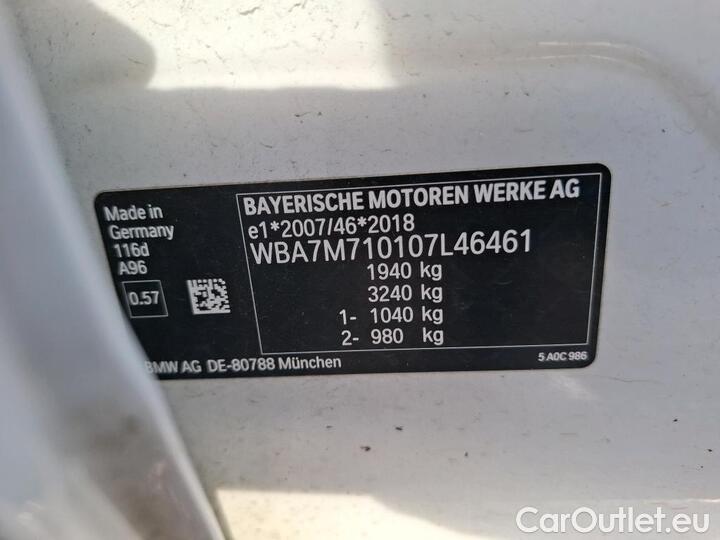 Made in
Germany
116d
A96
0.57
BAYERISCHE MOTOREN WERKE AG
e1*2007/46*2018
WBA7M710107L46461
1940 kg
3240 kg
1- 1040 kg
2- 980 kg
BMW AG DE-80788 München
5 A0C 986
CarOutlet.eu